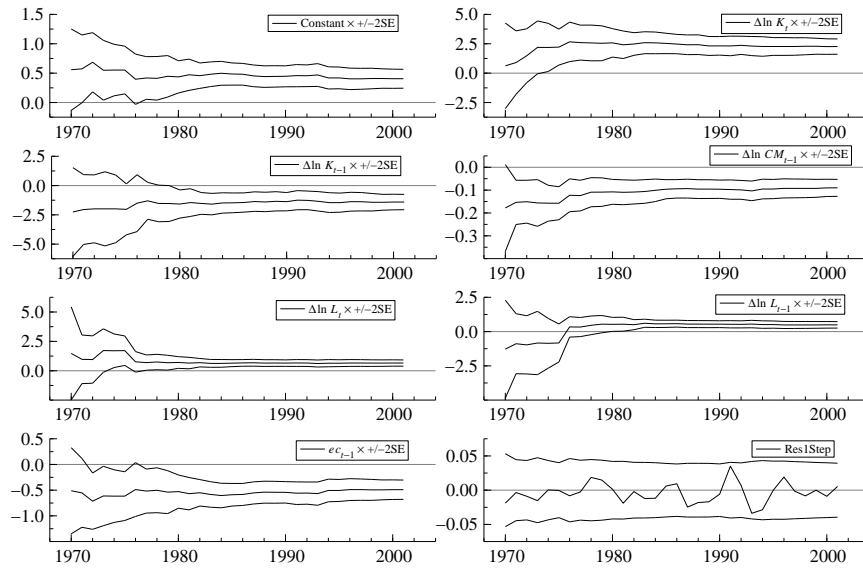 1.5
1.0
0.5
0.0
Constant × +/−2SE
1970 1980 1990 2000
5.0
2.5
0.0
−2.5
Δln K_t × +/−2SE
1970 1980 1990 2000
2.5
0.0
−2.5
−5.0
Δln K_{t-1} × +/−2SE
1970 1980 1990 2000
0.0
−0.1
−0.2
−0.3
Δln CM_{t-1} × +/−2SE
1970 1980 1990 2000
5.0
2.5
0.0
Δln L_t × +/−2SE
1970 1980 1990 2000
2.5
0.0
−2.5
Δln L_{t-1} × +/−2SE
1970 1980 1990 2000
0.5
0.0
−0.5
−1.0
ec_{t-1} × +/−2SE
1970 1980 1990 2000
0.05
0.00
−0.05
Res1Step
1970 1980 1990 2000